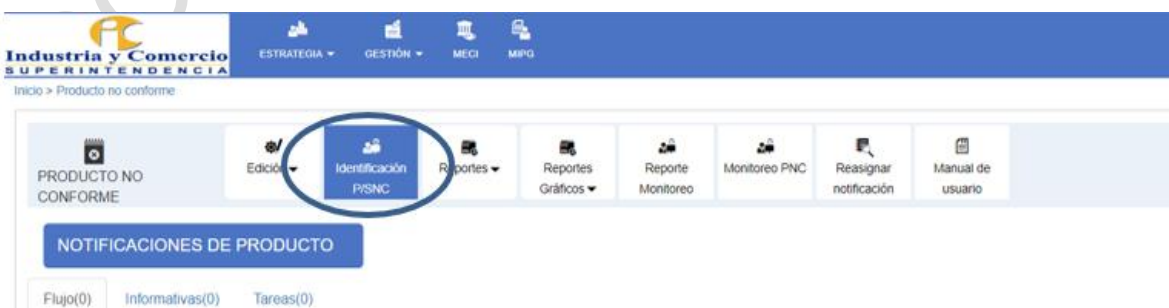 Industria y Comercio
SUPERINTENDENCIA
ESTRATEGIA
GESTIÓN
MECI
MIPG
Inicio > Producto no conforme
PRODUCTO NO
CONFORME
Edición
Identificación
P/SNC
Reportes
Reportes
Gráficos
Reporte
Monitoreo
Monitoreo PNC
Reasignar
notificación
Manual de
usuario
NOTIFICACIONES DE PRODUCTO
Flujo(0)
Informativas(0)
Tareas(0)